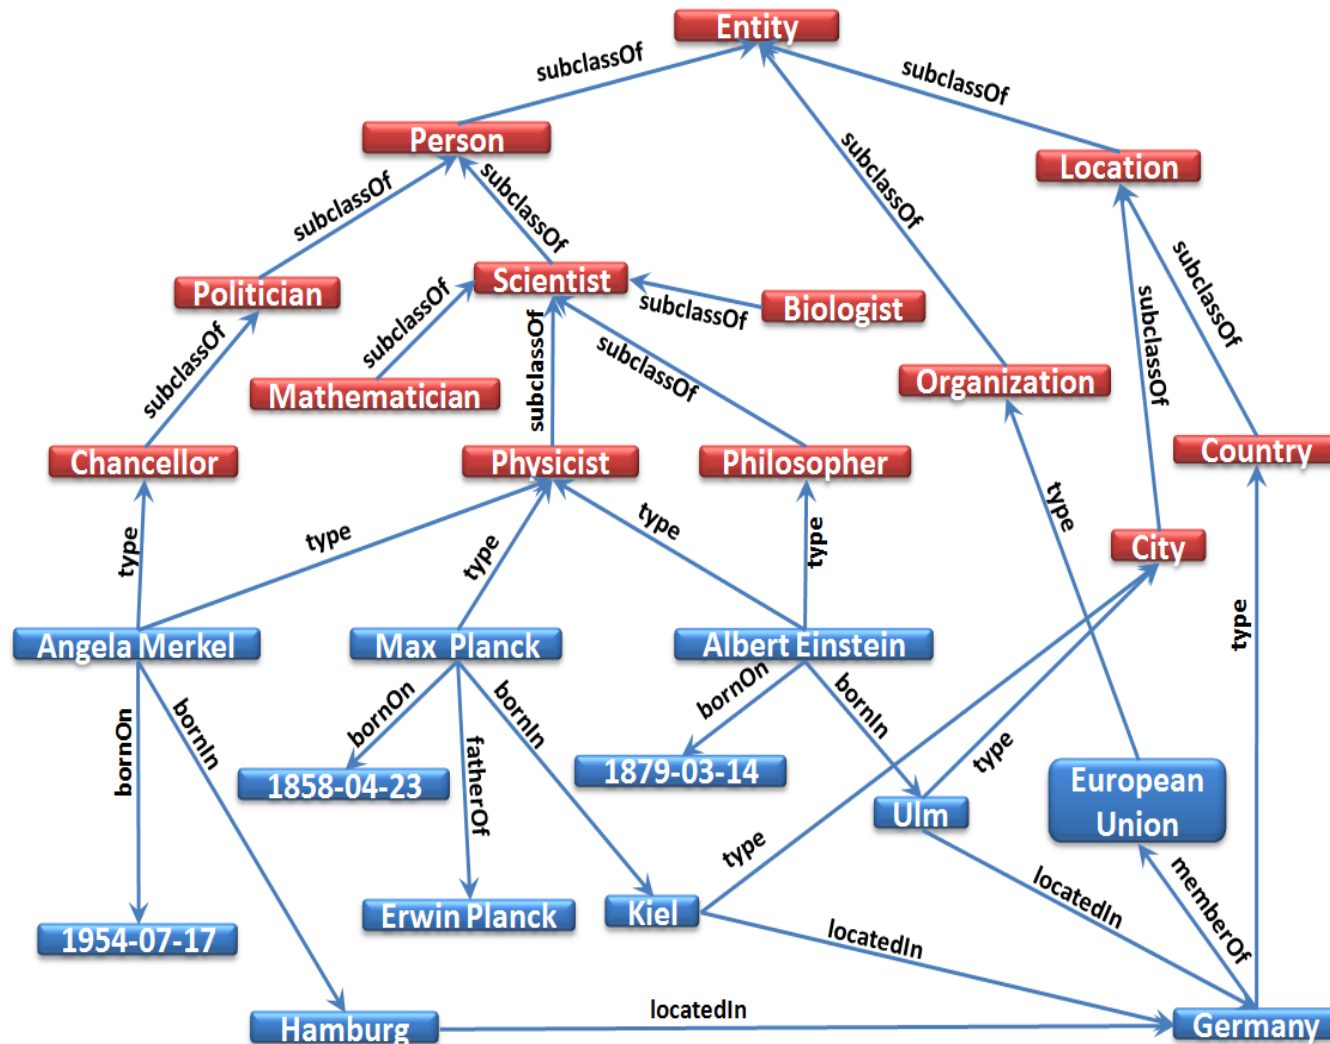 Entity
subclassOf
subclassOf
Person
Location
subclassOf
subclassOf
subclassOf
subclassOf
Politician
Scientist
Biologist
subclassOf
subclassOf
subclassOf
subclassOf
subclassOf
subclassOf
Mathematician
Organization
subclassOf
Chancellor
Physicist
Philosopher
Country
type
type
type
type
type
type
City
type
Angela Merkel
Max Planck
Albert Einstein
bornOn
bornIn
bornOn
fatherOf
bornIn
bornOn
bornIn
type
1858-04-23
1879-03-14
Ulm
European
Union
type
locatedIn
memberOf
1954-07-17
Erwin Planck
Kiel
locatedIn
Hamburg
locatedIn
Germany